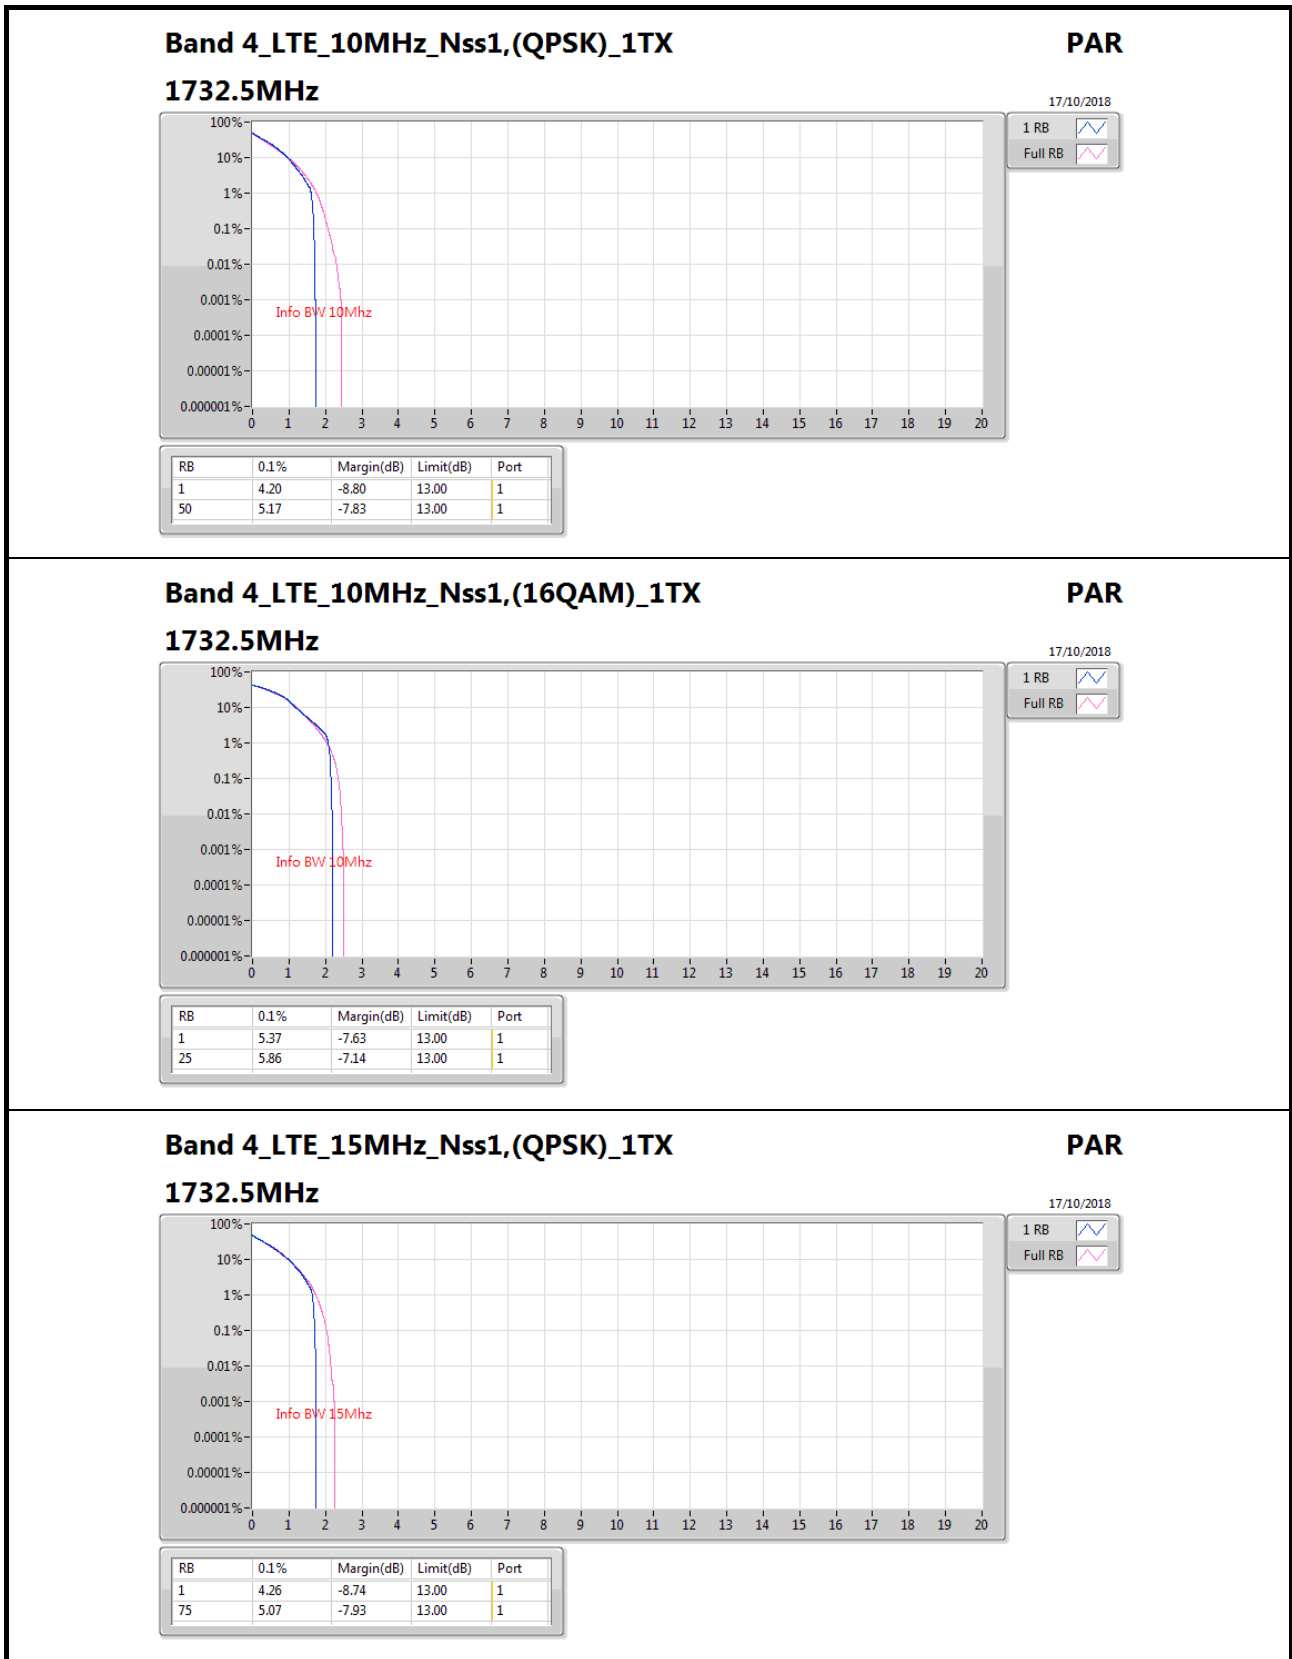 Band 4_LTE_10MHz_Nss1,(QPSK)_1TX PAR
1732.5MHz
17/10/2018
1 RB
Full RB
100%
10%
1%
0.1%
0.01%
0.001%
Info BW 10Mhz
0.0001%
0.00001%
0.000001%
0 1 2 3 4 5 6 7 8 9 10 11 12 13 14 15 16 17 18 19 20
RB 0.1% Margin(dB) Limit(dB) Port
1 4.20 -8.80 13.00 1
50 5.17 -7.83 13.00 1
Band 4_LTE_10MHz_Nss1,(16QAM)_1TX PAR
1732.5MHz
17/10/2018
1 RB
Full RB
100%
10%
1%
0.1%
0.01%
0.001%
Info BW 10Mhz
0.0001%
0.00001%
0.000001%
0 1 2 3 4 5 6 7 8 9 10 11 12 13 14 15 16 17 18 19 20
RB 0.1% Margin(dB) Limit(dB) Port
1 5.37 -7.63 13.00 1
25 5.86 -7.14 13.00 1
Band 4_LTE_15MHz_Nss1,(QPSK)_1TX PAR
1732.5MHz
17/10/2018
1 RB
Full RB
100%
10%
1%
0.1%
0.01%
0.001%
Info BW 15Mhz
0.0001%
0.00001%
0.000001%
0 1 2 3 4 5 6 7 8 9 10 11 12 13 14 15 16 17 18 19 20
RB 0.1% Margin(dB) Limit(dB) Port
1 4.26 -8.74 13.00 1
75 5.07 -7.93 13.00 1